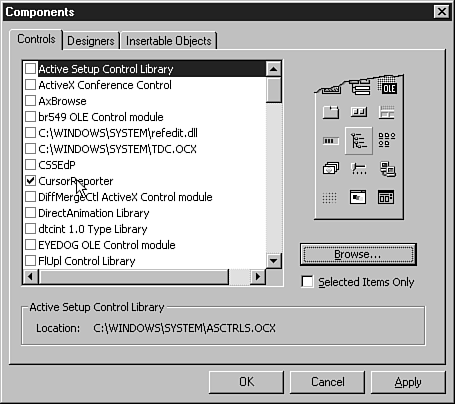 Components
Controls
Designers
Insertable Objects
Active Setup Control Library
ActiveX Conference Control
AxBrowse
br549 OLE Control module
C:\WINDOWS\SYSTEM\refedit.dll
C:\WINDOWS\SYSTEM\TDC.OCX
CSSEdP
CursorReporter
DiffMergeCtl ActiveX Control module
DirectAnimation Library
dtcint 1.0 Type Library
EYEDOG OLE Control module
FlUpl Control Library
OLE
Browse...
Selected Items Only
Active Setup Control Library
Location: C:\WINDOWS\SYSTEM\ASCTRLS.OCX
OK
Cancel
Apply